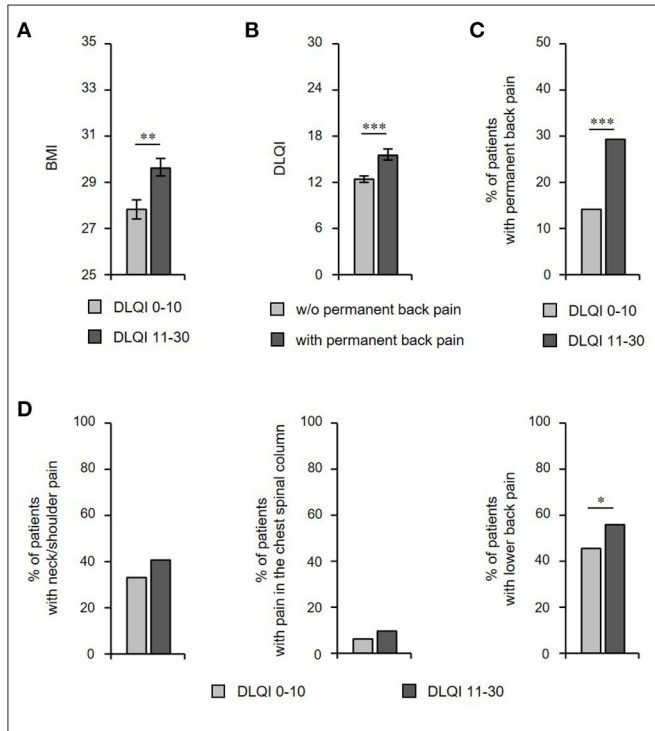 A
BMI
35
33
31
29
27
25
**
DLQI 0-10
DLQI 11-30
B
DLQI
30
24
18
12
6
0
***
w/o permanent back pain
with permanent back pain
C
% of patients
with permanent back pain
50
40
30
20
10
0
***
DLQI 0-10
DLQI 11-30
D
% of patients
with neck/shoulder pain
100
80
60
40
20
0
% of patients
with pain in the chest spinal column
100
80
60
40
20
0
% of patients
with lower back pain
100
80
60
40
20
0
*
DLQI 0-10
DLQI 11-30